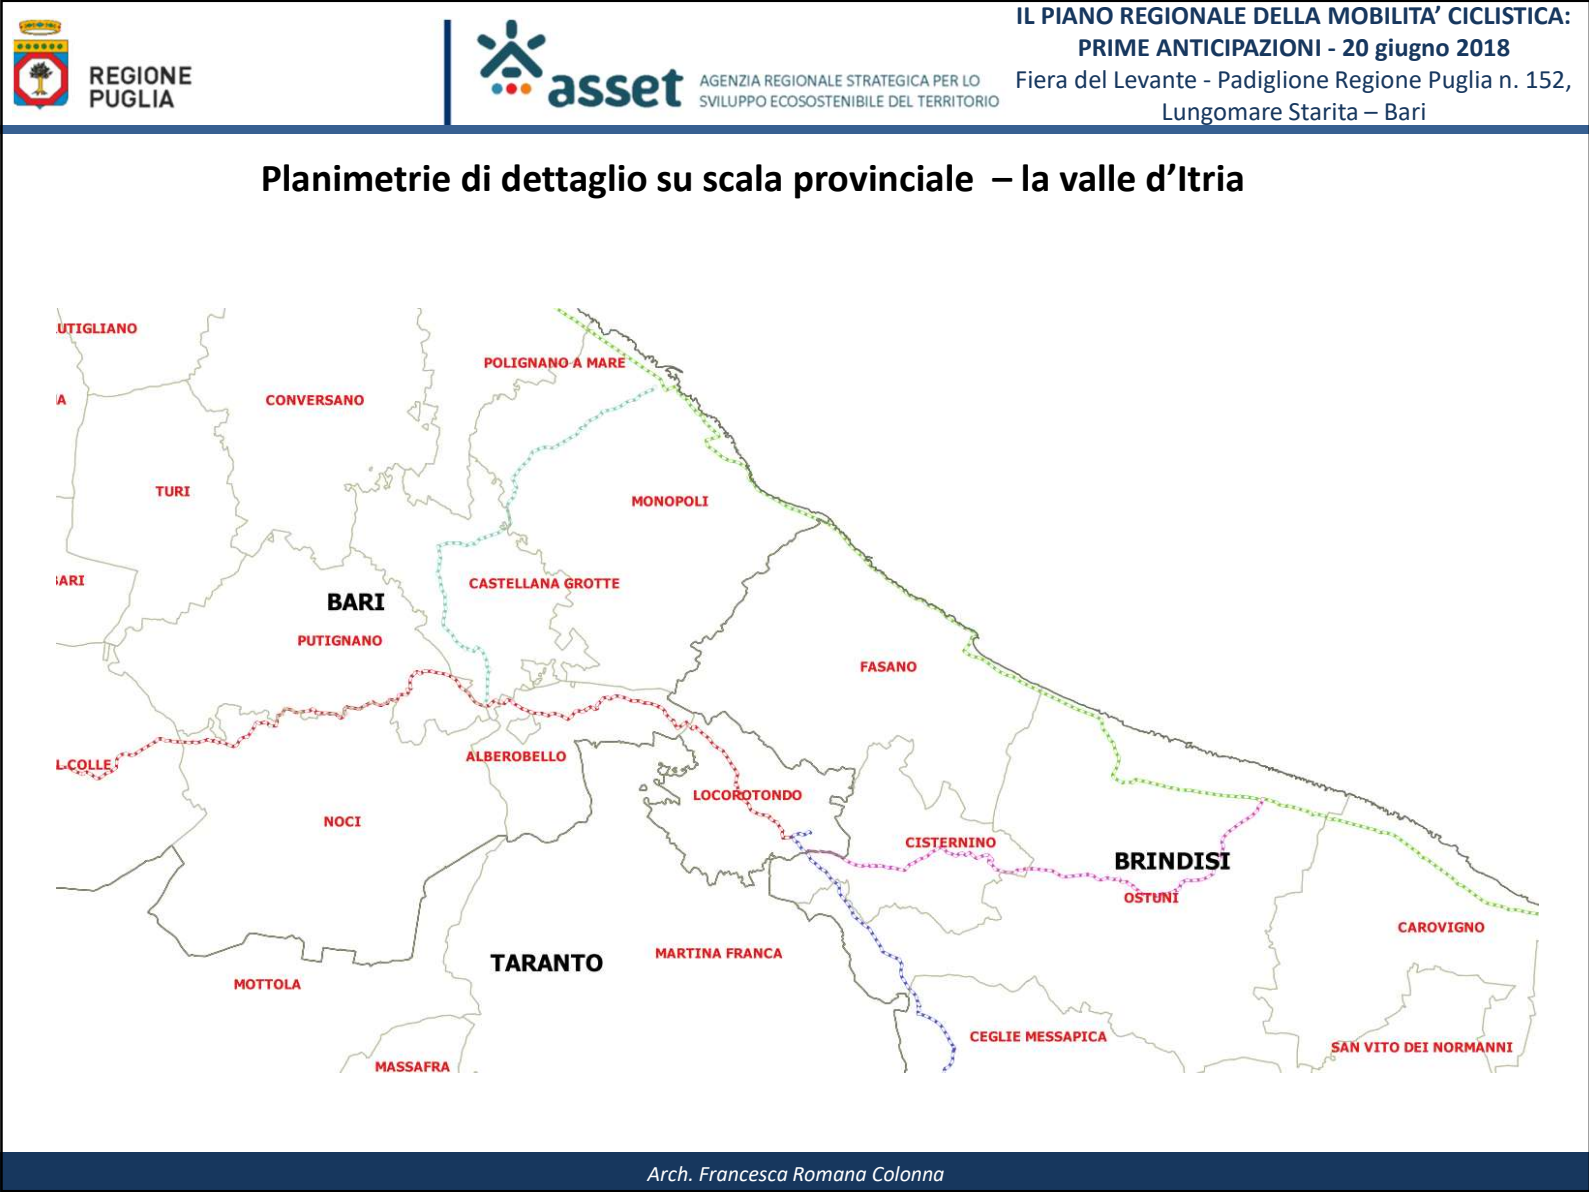 REGIONE
PUGLIA
asset
AGENZIA REGIONALE STRATEGICA PER LO
SVILUPPO ECOSOSTENIBILE DEL TERRITORIO
IL PIANO REGIONALE DELLA MOBILITA’ CICLISTICA:
PRIME ANTICIPAZIONI - 20 giugno 2018
Fiera del Levante - Padiglione Regione Puglia n. 152,
Lungomare Starita – Bari
Planimetrie di dettaglio su scala provinciale – la valle d’Itria
UTIGLIANO
POLIGNANO A MARE
A
CONVERSANO
TURI
MONOPOLI
ARI
CASTELLANA GROTTE
BARI
PUTIGNANO
FASANO
L COLLE
ALBEROBELLO
LOCOROTONDO
NOCI
CISTERNINO
BRINDISI
OSTUNI
CAROVIGNO
TARANTO
MARTINA FRANCA
MOTTOLA
CEGLIE MESSAPICA
SAN VITO DEI NORMANNI
MASSAFRA
Arch. Francesca Romana Colonna